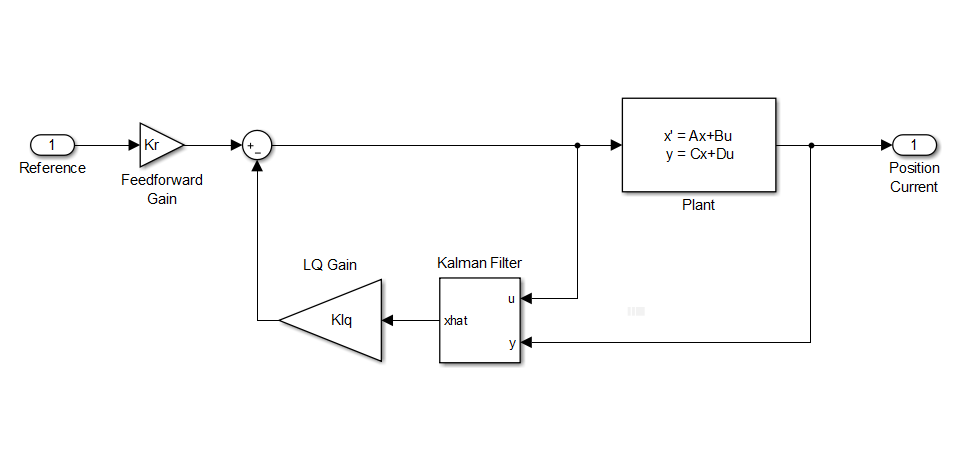 1
Reference
Kr
Feedforward
Gain
+
−
x' = Ax+Bu
y = Cx+Du
Plant
1
Position
Current
LQ Gain
Klq
Kalman Filter
u
xhat
y